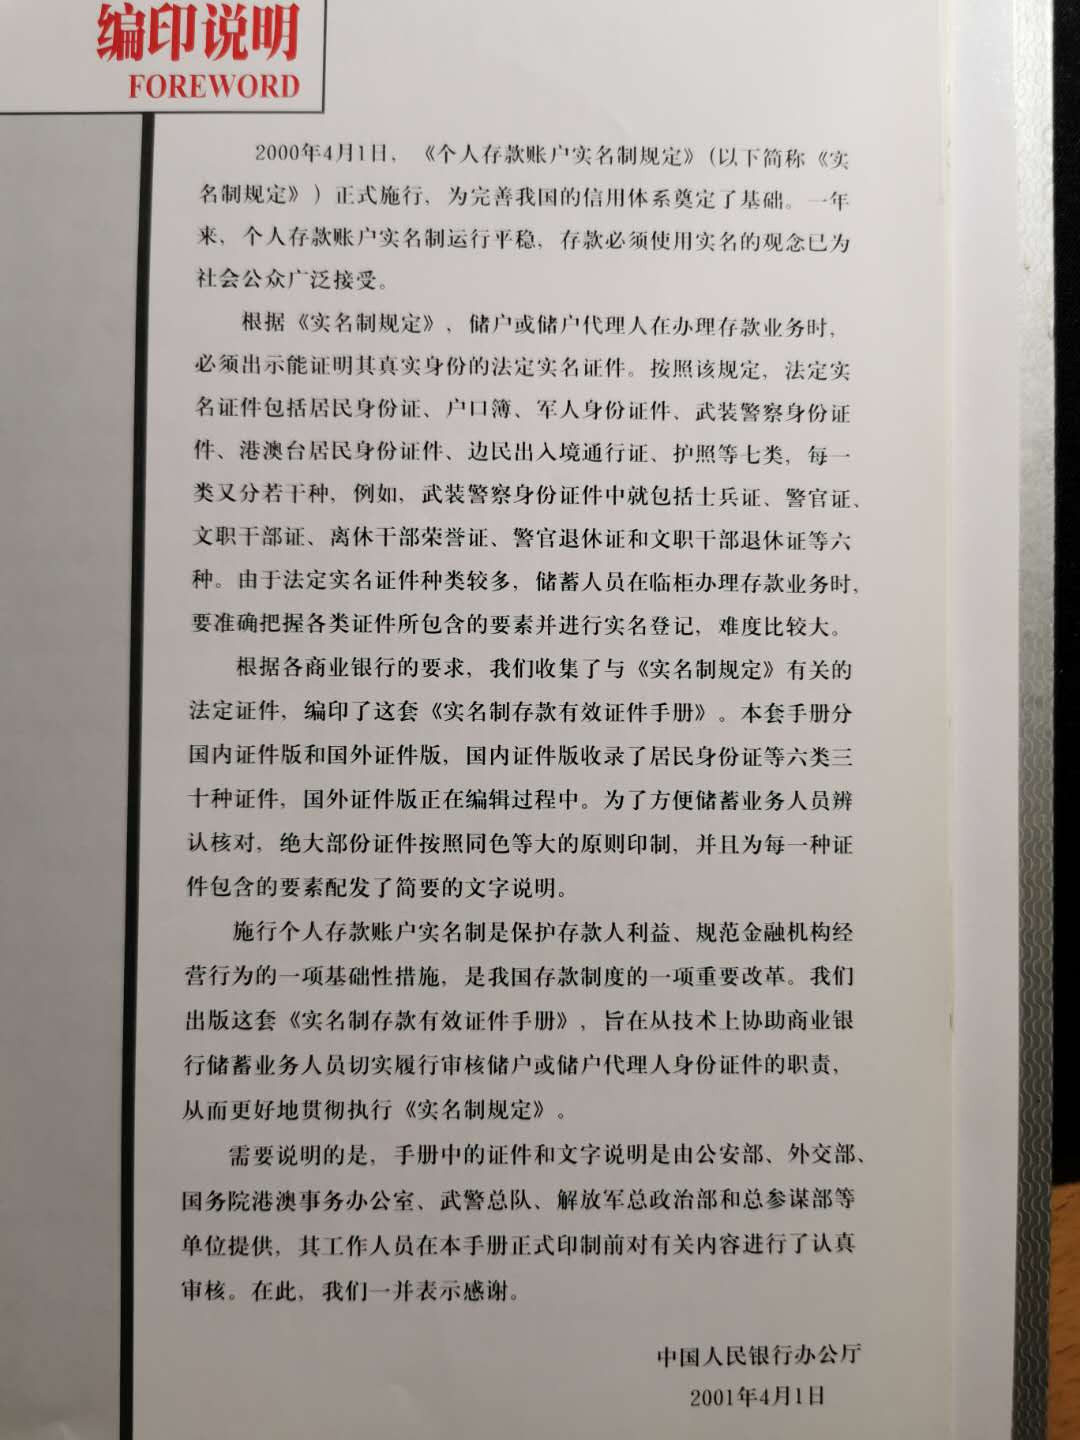 编印说明
FOREWORD
2000年4月1日，《个人存款账户实名制规定》（以下简称《实
名制规定》）正式施行，为完善我国的信用体系奠定了基础。一年
来，个人存款账户实名制运行平稳，存款必须使用实名的观念已为
社会公众广泛接受。
根据《实名制规定》，储户或储户代理人在办理存款业务时，
必须出示能证明其真实身份的法定实名证件。按照该规定，法定实
名证件包括居民身份证、户口簿、军人身份证件、武装警察身份证
件、港澳台居民身份证件、边民出入境通行证、护照等七类，每一
类又分若干种，例如，武装警察身份证件中就包括士兵证、警官证、
文职干部证、离休干部荣誉证、警官退休证和文职干部退休证等六
种。由于法定实名证件种类较多，储蓄人员在临柜办理存款业务时，
要准确把握各类证件所包含的要素并进行实名登记，难度比较大。
根据各商业银行的要求，我们收集了与《实名制规定》有关的
法定证件，编印了这套《实名制存款有效证件手册》。本套手册分
国内证件版和国外证件版，国内证件版收录了居民身份证等六类三
十种证件，国外证件版正在编辑过程中。为了方便储蓄业务人员辨
认核对，绝大部份证件按照同色等大的原则印制，并且为每一种证
件包含的要素配发了简要的文字说明。
施行个人存款账户实名制是保护存款人利益、规范金融机构经
营行为的一项基础性措施，是我国存款制度的一项重要改革。我们
出版这套《实名制存款有效证件手册》，旨在从技术上协助商业银
行储蓄业务人员切实履行审核储户或储户代理人身份证件的职责，
从而更好地贯彻执行《实名制规定》。
需要说明的是，手册中的证件和文字说明是由公安部、外交部、
国务院港澳事务办公室、武警总队、解放军总政治部和总参谋部等
单位提供，其工作人员在本手册正式印制前对有关内容进行了认真
审核。在此，我们一并表示感谢。
中国人民银行办公厅
2001年4月1日